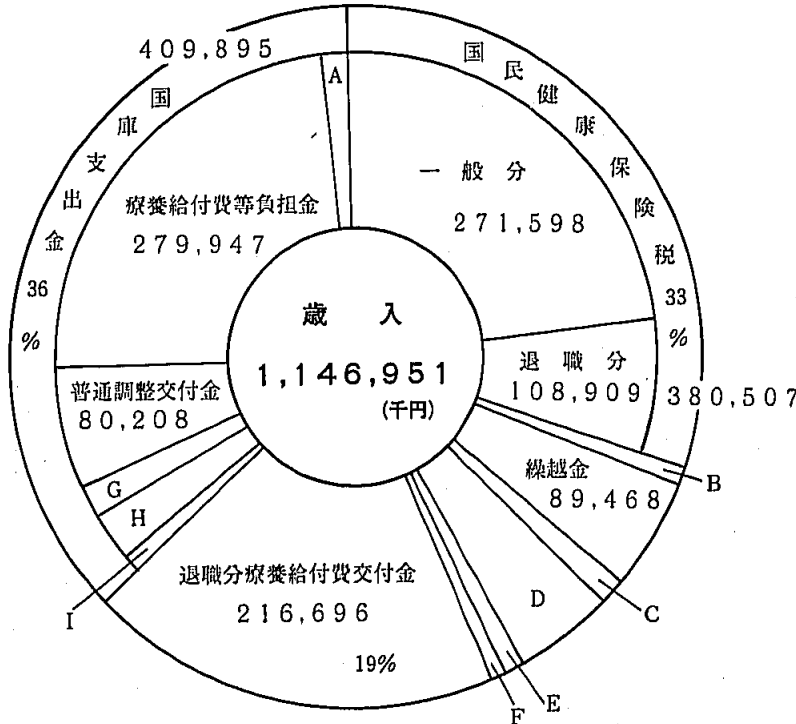 409,895
国庫支出金 36%
国民健康保険税 33%
380,507
A
一般分
271,598
療養給付費等負担金
279,947
歳入
1,146,951
(千円)
退職分
108,909
普通調整交付金
80,208
繰越金
89,468
B
G
H
I
退職分療養給付費交付金
216,696
19%
D
C
E
F